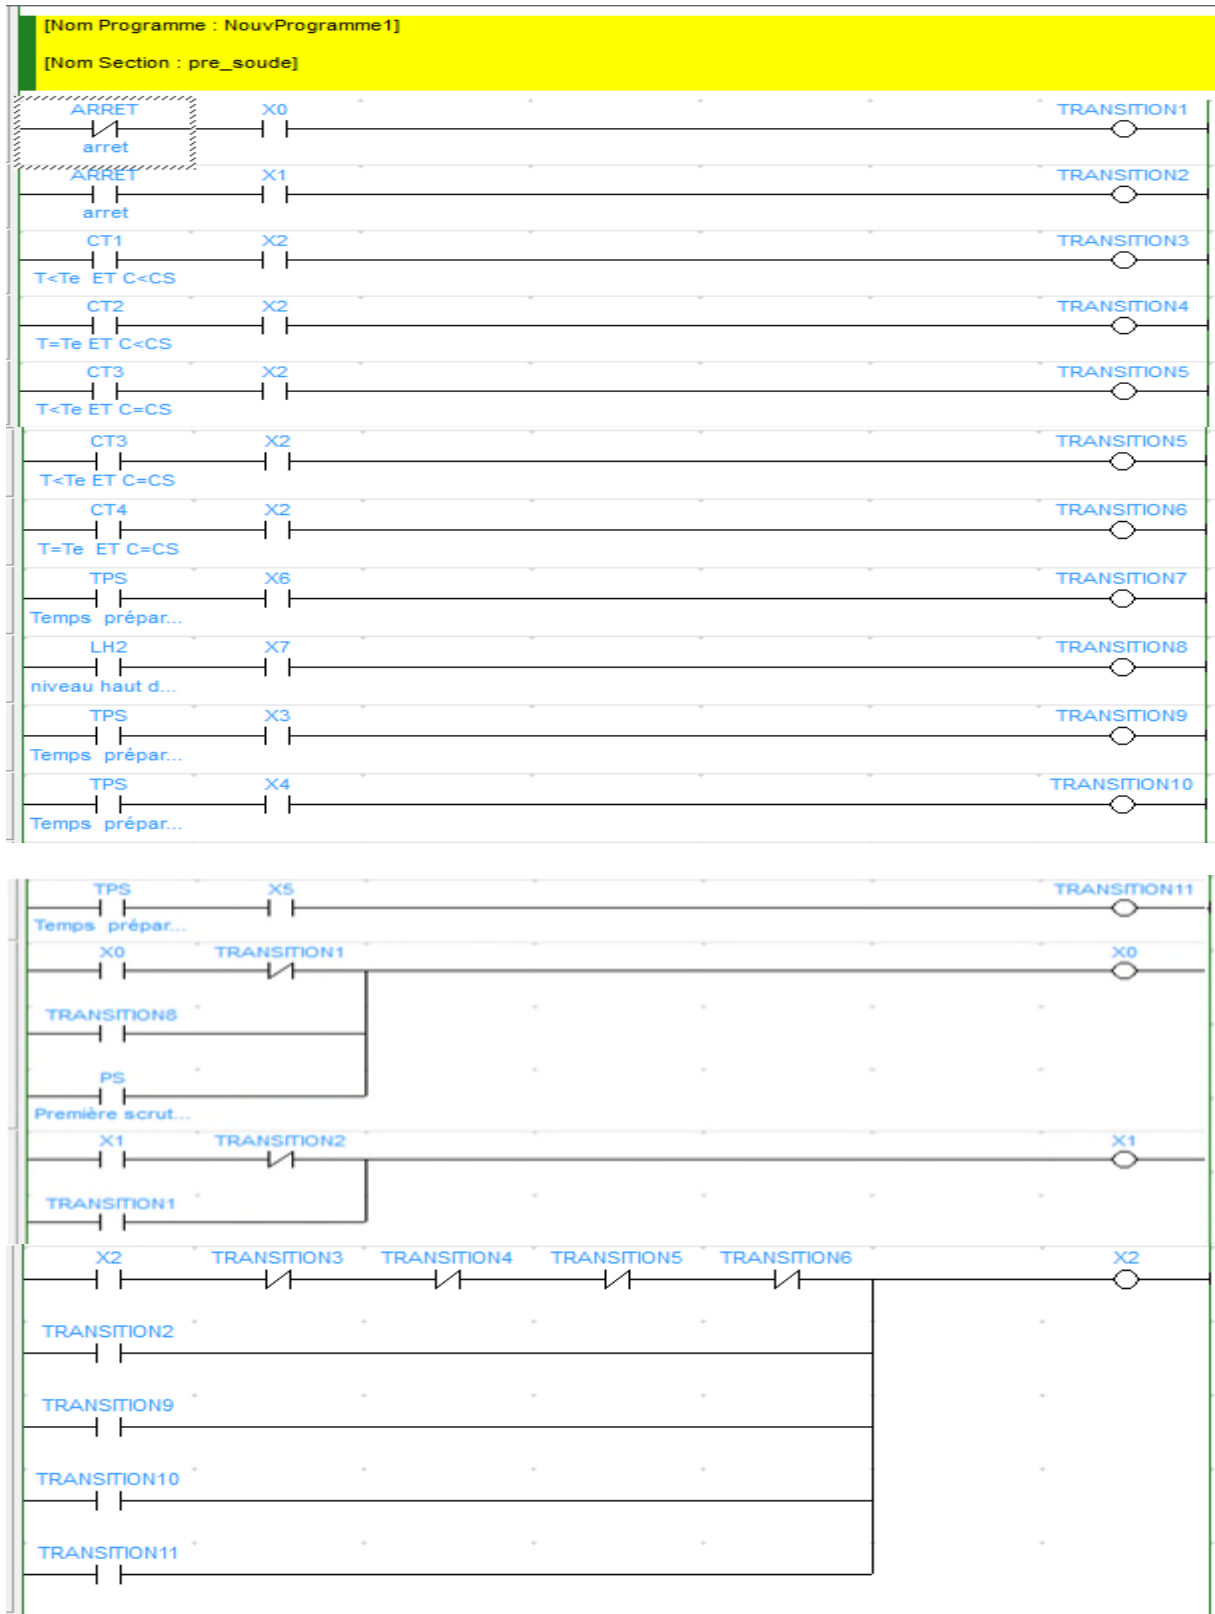 [Nom Programme : NouvProgramme1]
[Nom Section : pre_soude]
ARRET X0 TRANSITION1
arret
ARRET X1 TRANSITION2
arret
CT1 X2 TRANSITION3
T<Te ET C<CS
CT2 X2 TRANSITION4
T=Te ET C<CS
CT3 X2 TRANSITION5
T<Te ET C=CS
CT3 X2 TRANSITION5
T<Te ET C=CS
CT4 X2 TRANSITION6
T=Te ET C=CS
TPS X6 TRANSITION7
Temps prépar...
LH2 X7 TRANSITION8
niveau haut d...
TPS X3 TRANSITION9
Temps prépar...
TPS X4 TRANSITION10
Temps prépar...
TPS X5 TRANSITION11
Temps prépar...
X0 TRANSITION1 X0
TRANSITION8
PS
Première scrut...
X1 TRANSITION2 X1
TRANSITION1
X2 TRANSITION3 TRANSITION4 TRANSITION5 TRANSITION6 X2
TRANSITION2
TRANSITION9
TRANSITION10
TRANSITION11